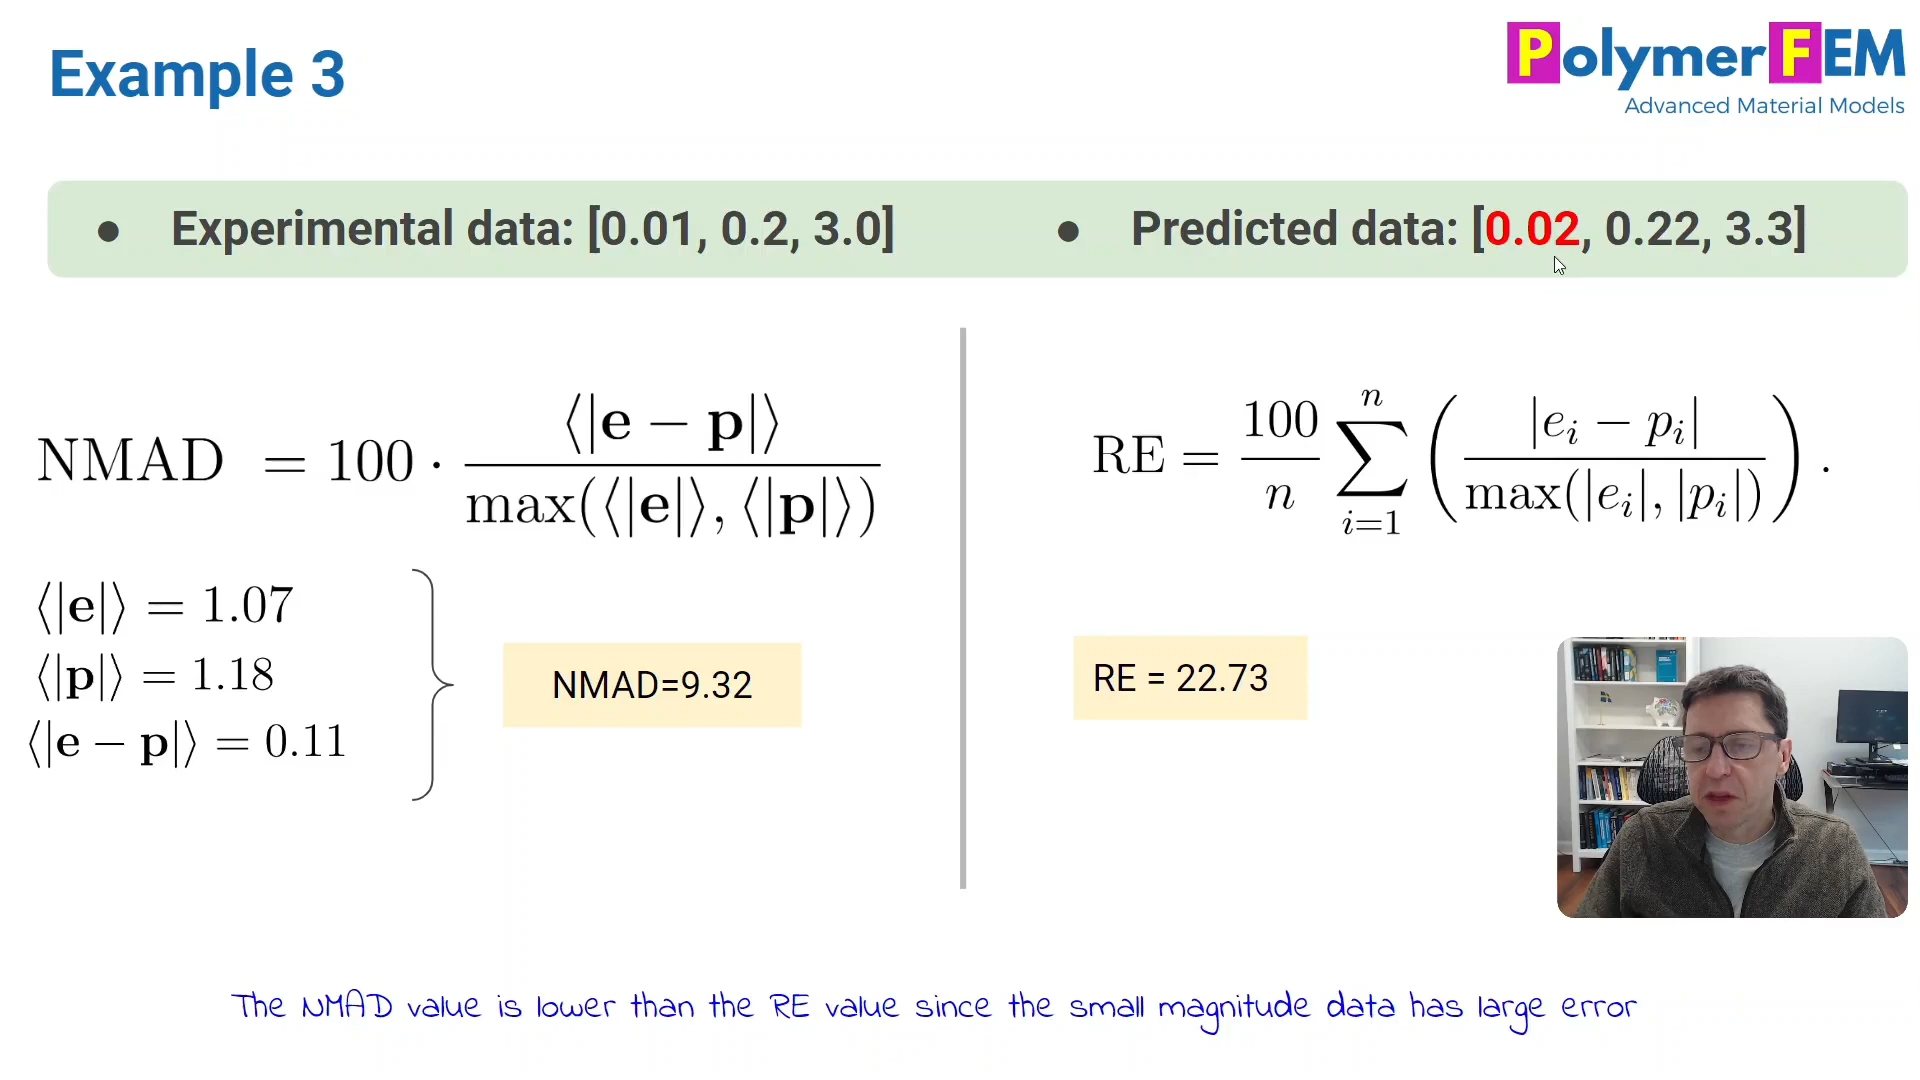 Example 3
PolymerFEM
Advanced Material Models
● Experimental data: [0.01, 0.2, 3.0]
● Predicted data: [0.02, 0.22, 3.3]
NMAD = 100 · ⟨|e − p|⟩ / max(⟨|e|⟩, ⟨|p|⟩)
⟨|e|⟩ = 1.07
⟨|p|⟩ = 1.18
⟨|e − p|⟩ = 0.11
NMAD=9.32
RE = 100/n ∑_{i=1}^{n} ( |e_i − p_i| / max(|e_i|, |p_i|) ) .
RE = 22.73
The NMAD value is lower than the RE value since the small magnitude data has large error